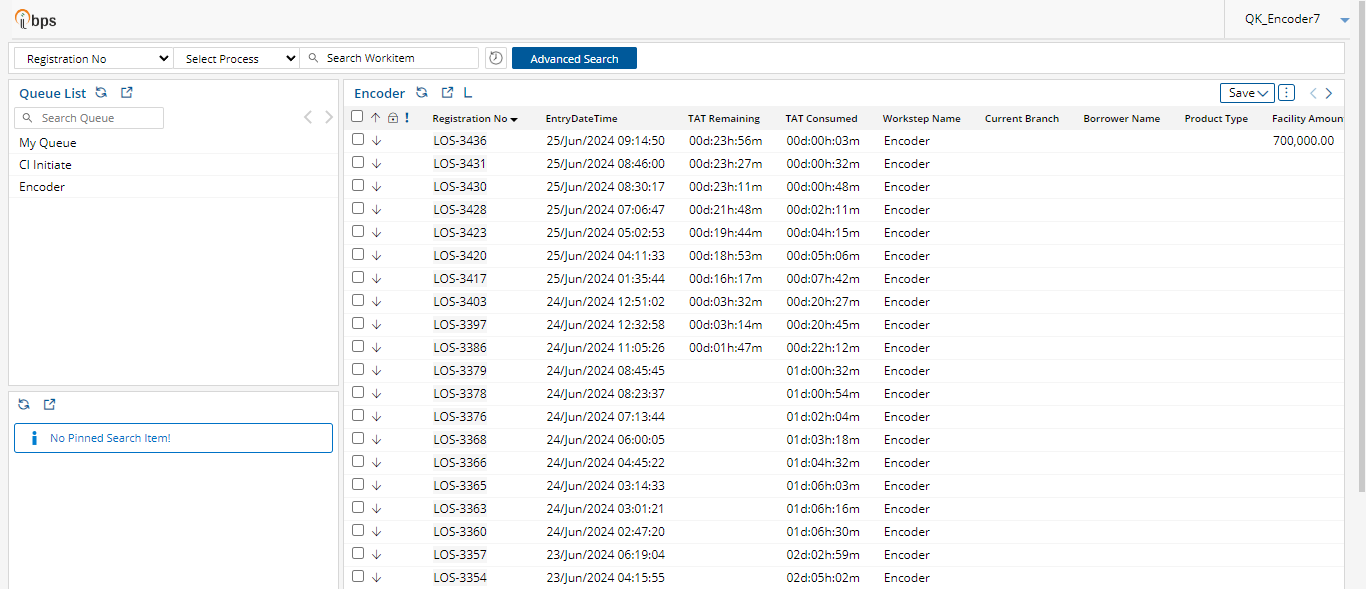 ibps
QK_Encoder7
Registration No Select Process Search Workitem Advanced Search
Queue List
Search Queue
My Queue
CI Initiate
Encoder
No Pinned Search Item!
Encoder L Save
! Registration No EntryDateTime TAT Remaining TAT Consumed Workstep Name Current Branch Borrower Name Product Type Facility Amoun
LOS-3436 25/Jun/2024 09:14:50 00d:23h:56m 00d:00h:03m Encoder 700,000.00
LOS-3431 25/Jun/2024 08:46:00 00d:23h:27m 00d:00h:32m Encoder
LOS-3430 25/Jun/2024 08:30:17 00d:23h:11m 00d:00h:48m Encoder
LOS-3428 25/Jun/2024 07:06:47 00d:21h:48m 00d:02h:11m Encoder
LOS-3423 25/Jun/2024 05:02:53 00d:19h:44m 00d:04h:15m Encoder
LOS-3420 25/Jun/2024 04:11:33 00d:18h:53m 00d:05h:06m Encoder
LOS-3417 25/Jun/2024 01:35:44 00d:16h:17m 00d:07h:42m Encoder
LOS-3403 24/Jun/2024 12:51:02 00d:03h:32m 00d:20h:27m Encoder
LOS-3397 24/Jun/2024 12:32:58 00d:03h:14m 00d:20h:45m Encoder
LOS-3386 24/Jun/2024 11:05:26 00d:01h:47m 00d:22h:12m Encoder
LOS-3379 24/Jun/2024 08:45:45 01d:00h:32m Encoder
LOS-3378 24/Jun/2024 08:23:37 01d:00h:54m Encoder
LOS-3376 24/Jun/2024 07:13:44 01d:02h:04m Encoder
LOS-3368 24/Jun/2024 06:00:05 01d:03h:18m Encoder
LOS-3366 24/Jun/2024 04:45:22 01d:04h:32m Encoder
LOS-3365 24/Jun/2024 03:14:33 01d:06h:03m Encoder
LOS-3363 24/Jun/2024 03:01:21 01d:06h:16m Encoder
LOS-3360 24/Jun/2024 02:47:20 01d:06h:30m Encoder
LOS-3357 23/Jun/2024 06:19:04 02d:02h:59m Encoder
LOS-3354 23/Jun/2024 04:15:55 02d:05h:02m Encoder